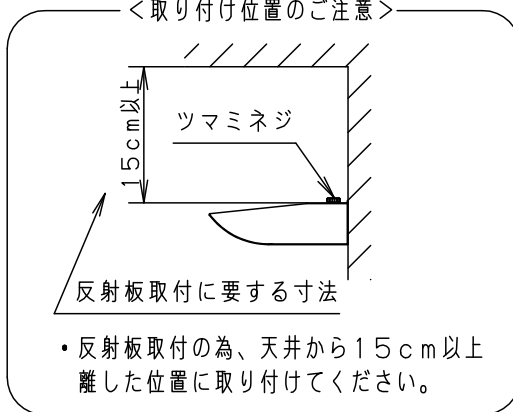 ＜取り付け位置のご注意＞
15cm以上
ツマミネジ
反射板取付に要する寸法
・反射板取付の為、天井から15cm以上
離した位置に取り付けてください。